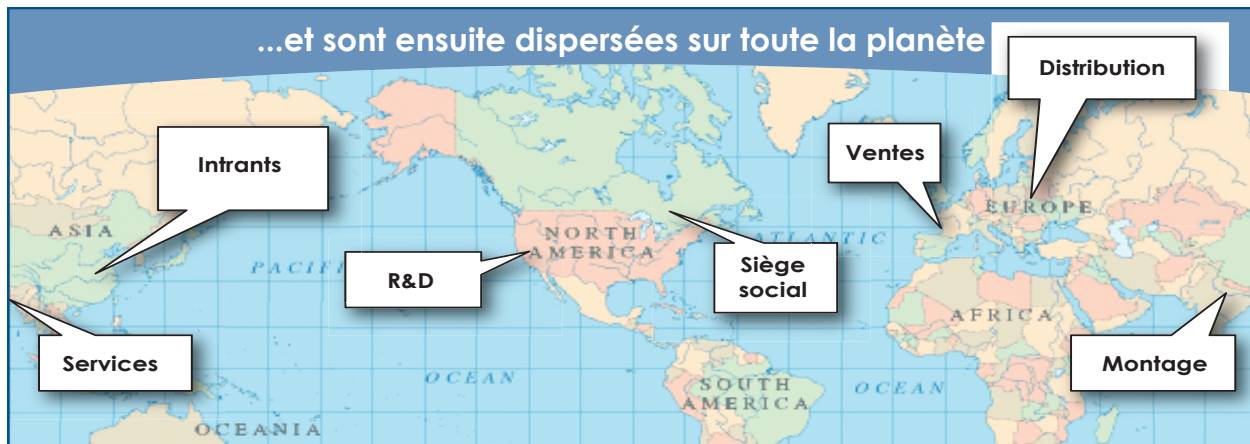 ...et sont ensuite dispersées sur toute la planète
Distribution
Intrants
Ventes
ASIA
EUROPE
NORTH
AMERICA
ATLANTIC
PACIFI
R&D
Siège
social
AFRICA
Services
Montage
OCEAN
SOUTH
AMERICA
OCEAN
OCEANIA